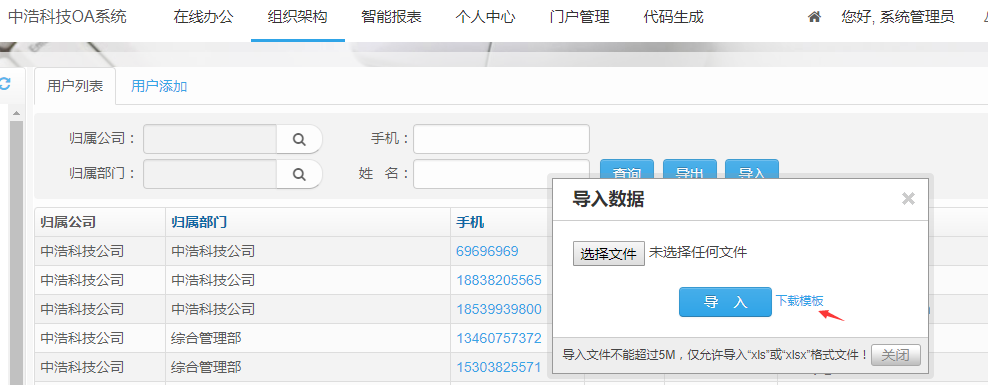 中浩科技OA系统 在线办公 组织架构 智能报表 个人中心 门户管理 代码生成 您好, 系统管理员
用户列表 用户添加
归属公司： 手机：
归属部门： 姓 名： 查询 导出 导入
导入数据
归属公司 归属部门 手机
中浩科技公司 中浩科技公司 69696969
选择文件 未选择任何文件
中浩科技公司 中浩科技公司 18838205565
中浩科技公司 中浩科技公司 18539939800
导 入 下载模板
中浩科技公司 综合管理部 13460757372
导入文件不能超过5M，仅允许导入“xls”或“xlsx”格式文件！ 关闭
中浩科技公司 综合管理部 15303825571